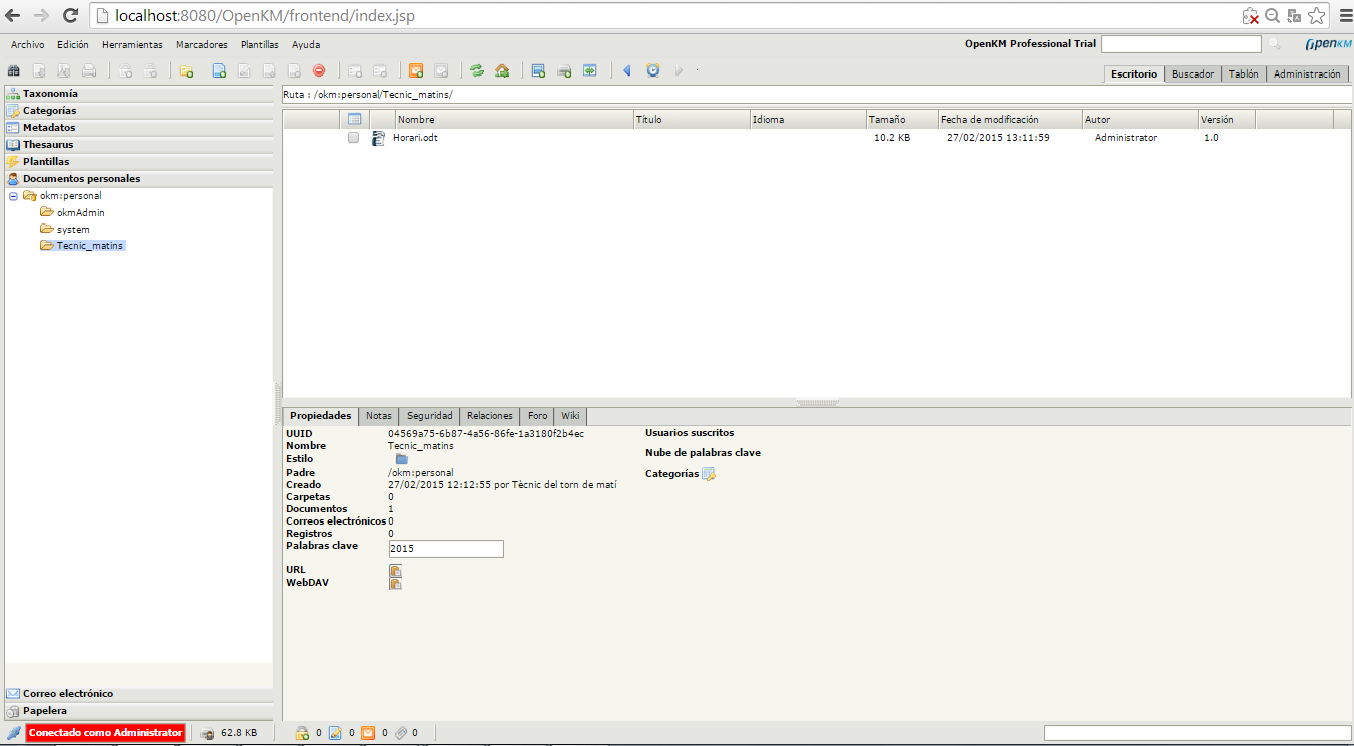 localhost:8080/OpenKM/frontend/index.jsp
Archivo Edición Herramientas Marcadores Plantillas Ayuda
OpenKM Professional Trial
OpenKM
Escritorio Buscador Tablón Administración
Taxonomía
Categorías
Metadatos
Thesaurus
Plantillas
Documentos personales
okm:personal
okmAdmin
system
Tecnic_matins
Correo electrónico
Papelera
Ruta : /okm:personal/Tecnic_matins/
Nombre Título Idioma Tamaño Fecha de modificación Autor Versión
Horari.odt 10.2 KB 27/02/2015 13:11:59 Administrator 1.0
Propiedades Notas Seguridad Relaciones Foro Wiki
UUID 04569a75-6b87-4a56-86fe-1a3180f2b4ec
Nombre Tecnic_matins
Estilo
Padre /okm:personal
Creado 27/02/2015 12:12:55 por Tècnic del torn de matí
Carpetas 0
Documentos 1
Correos electrónicos 0
Registros 0
Palabras clave 2015
URL
WebDAV
Usuarios suscritos
Nube de palabras clave
Categorías
Conectado como Administrator 62.8 KB 0 0 0 0